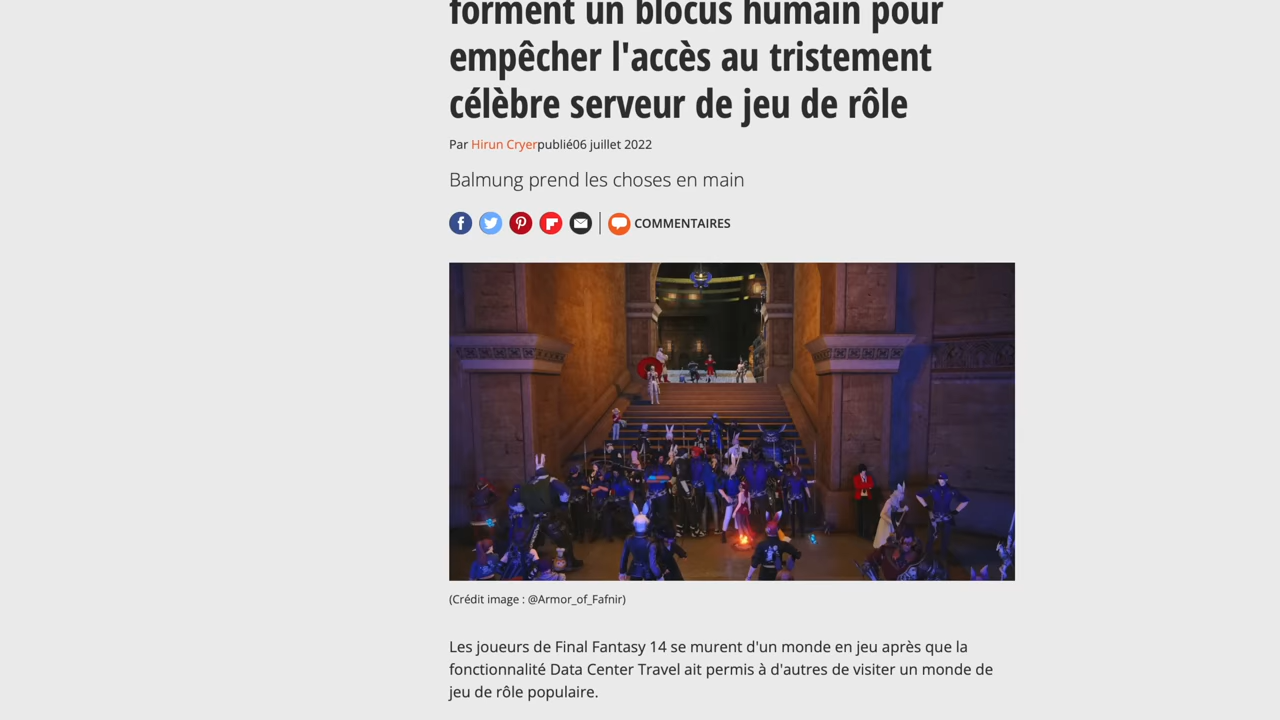 forment un blocus humain pour
empêcher l'accès au tristement
célèbre serveur de jeu de rôle
Par Hirun Cryerpublié06 juillet 2022
Balmung prend les choses en main
COMMENTAIRES
(Crédit image : @Armor_of_Fafnir)
Les joueurs de Final Fantasy 14 se murent d'un monde en jeu après que la
fonctionnalité Data Center Travel ait permis à d'autres de visiter un monde de
jeu de rôle populaire.